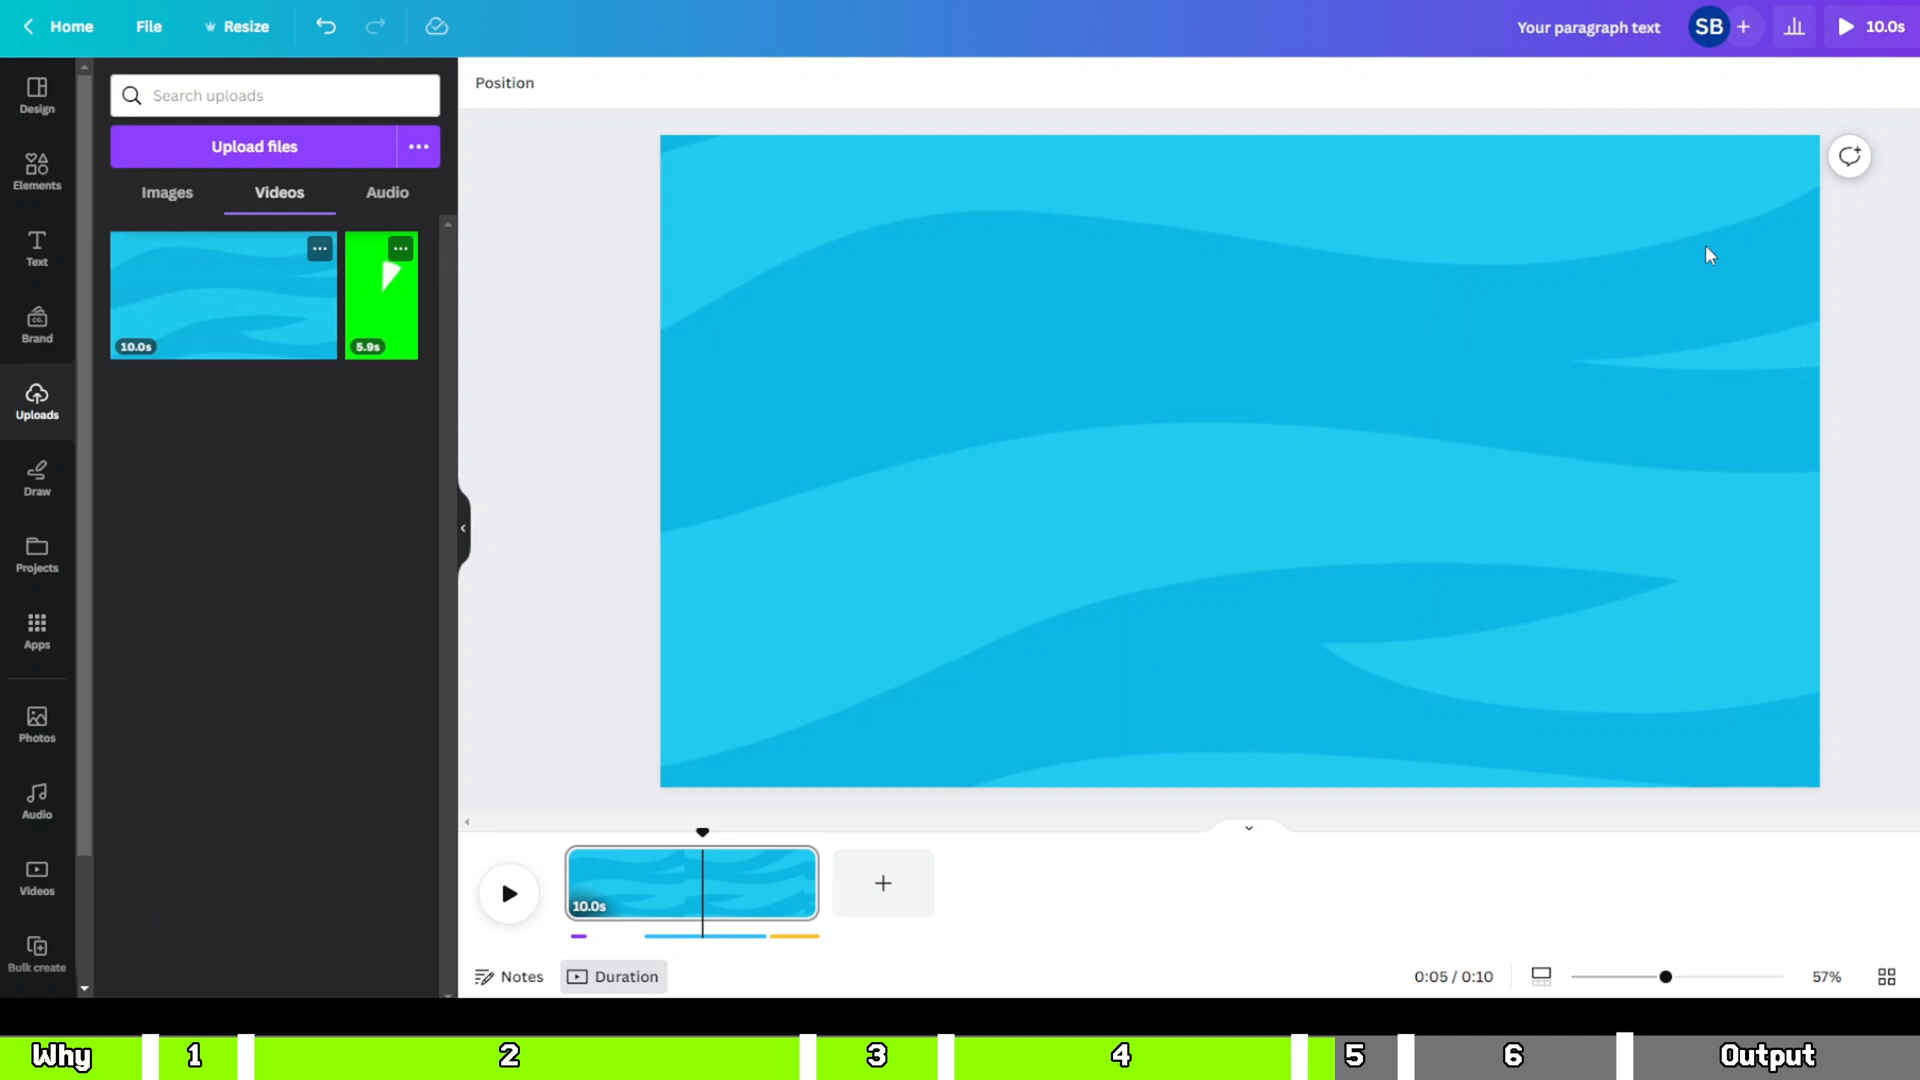 Home File Resize Your paragraph text SB + 10.0s
Design
Elements
Text
Brand
Uploads
Draw
Projects
Apps
Photos
Audio
Videos
Bulk create
Search uploads
Upload files
Images Videos Audio
10.0s 5.9s
Position
10.0s
Notes Duration 0:05 / 0:10 57%
Why 1 2 3 4 5 6 Output